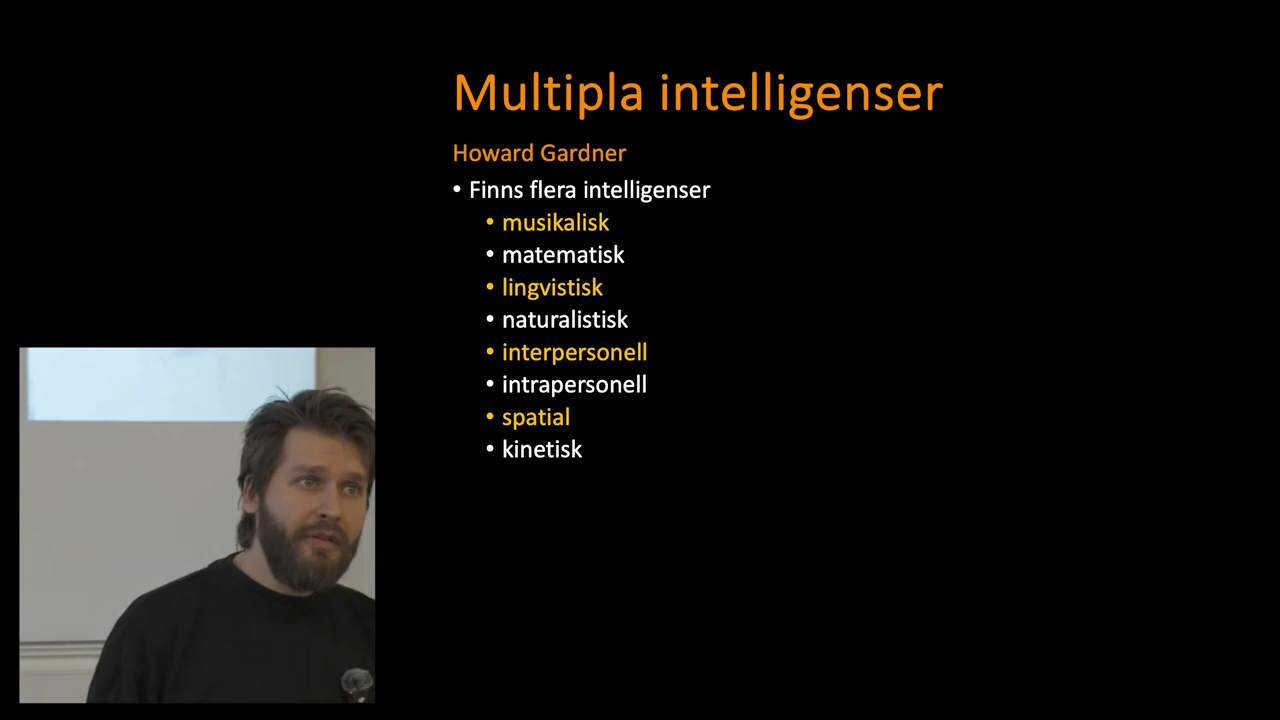 Multipla intelligenser
Howard Gardner
• Finns flera intelligenser
• musikalisk
• matematisk
• lingvistisk
• naturalistisk
• interpersonell
• intrapersonell
• spatial
• kinetisk